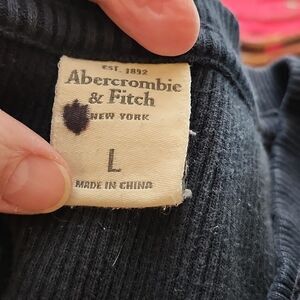 EST. 1892
Abercrombie
& Fitch
NEW YORK
L
MADE IN CHINA